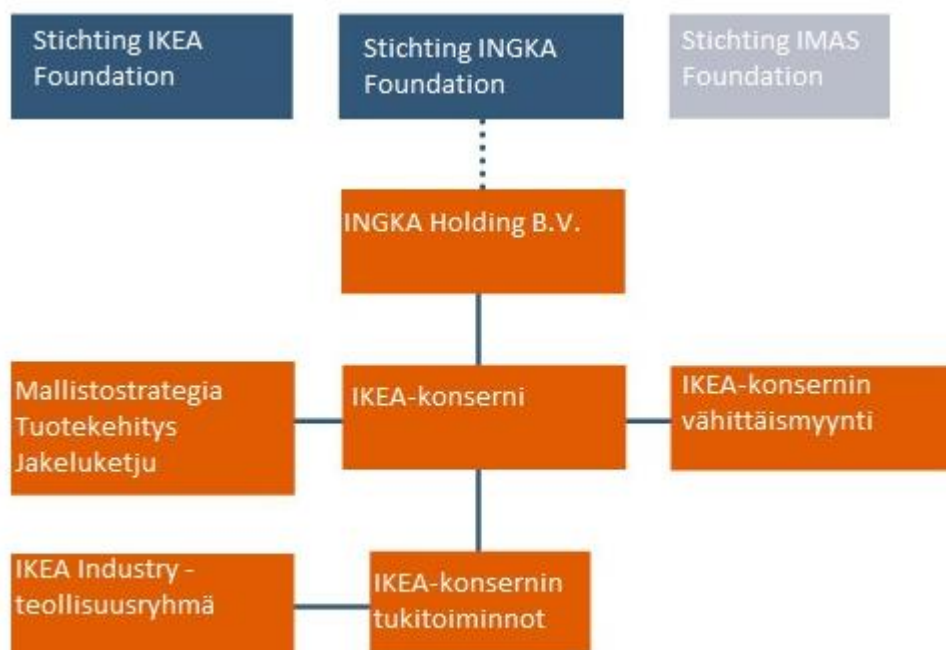 Stichting IKEA
Foundation
Stichting INGKA
Foundation
Stichting IMAS
Foundation
INGKA Holding B.V.
Mallistostrategia
Tuotekehitys
Jakeluketju
IKEA-konserni
IKEA-konsernin
vähittäismyynti
IKEA Industry -
teollisuusryhmä
IKEA-konsernin
tukitoiminnot